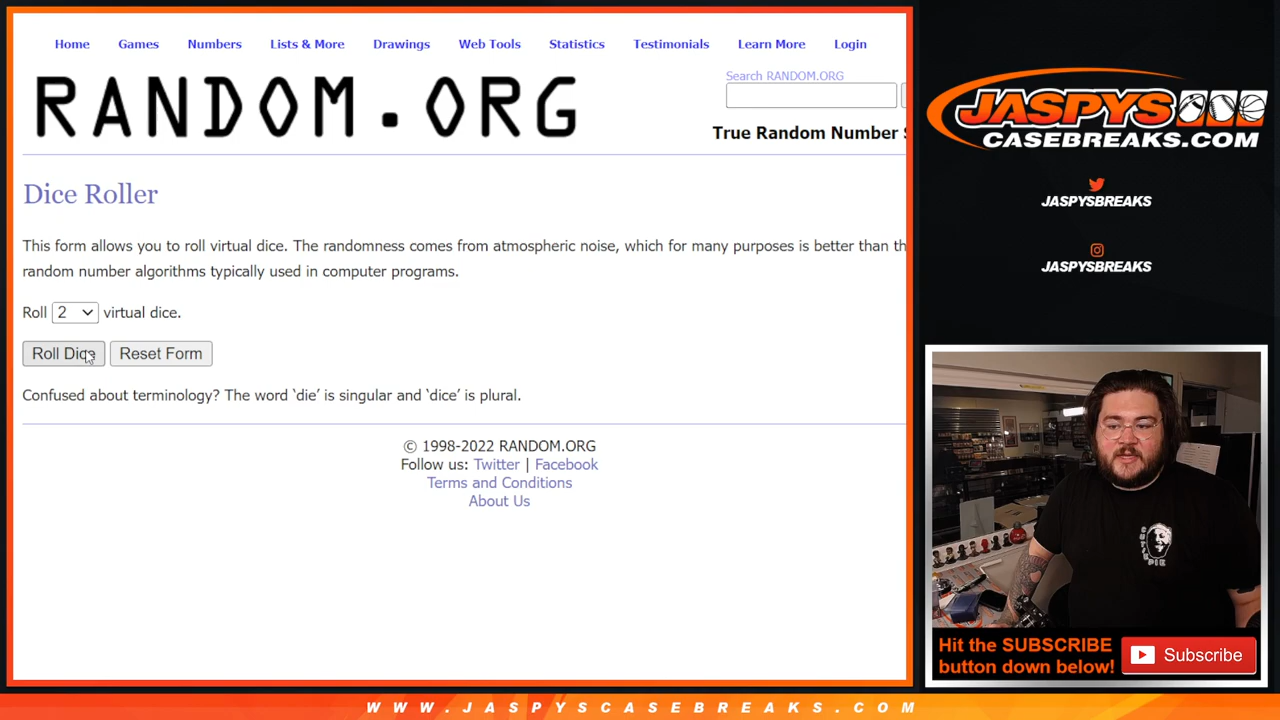 Home Games Numbers Lists & More Drawings Web Tools Statistics Testimonials Learn More Login
RANDOM.ORG
Search RANDOM.ORG
True Random Number
Dice Roller
This form allows you to roll virtual dice. The randomness comes from atmospheric noise, which for many purposes is better than th
random number algorithms typically used in computer programs.
Roll 2 virtual dice.
Roll Dice Reset Form
Confused about terminology? The word ‘die’ is singular and ‘dice’ is plural.
© 1998-2022 RANDOM.ORG
Follow us: Twitter | Facebook
Terms and Conditions
About Us
JASPYS
CASEBREAKS.COM
JASPYSBREAKS
JASPYSBREAKS
CUTIE PIE
Hit the SUBSCRIBE
button down below!
Subscribe
WWW.JASPYSCASEBREAKS.COM